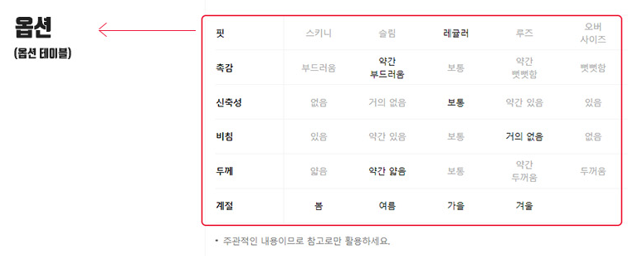 옵션
(옵션 테이블)
핏 스키니 슬림 레귤러 루즈 오버 사이즈
촉감 부드러움 약간 부드러움 보통 약간 뻣뻣함 뻣뻣함
신축성 없음 거의 없음 보통 약간 있음 있음
비침 있음 약간 있음 보통 거의 없음 없음
두께 얇음 약간 얇음 보통 약간 두꺼움 두꺼움
계절 봄 여름 가을 겨울
• 주관적인 내용이므로 참고로만 활용하세요.